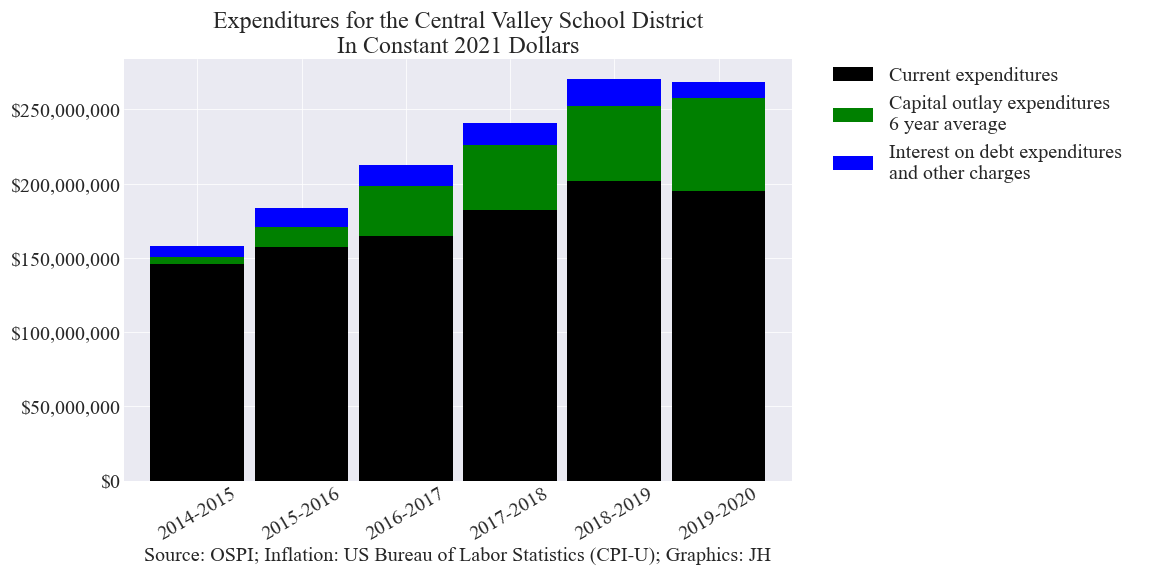 Expenditures for the Central Valley School District
In Constant 2021 Dollars
Current expenditures
Capital outlay expenditures
6 year average
Interest on debt expenditures
and other charges
$250,000,000
$200,000,000
$150,000,000
$100,000,000
$50,000,000
$0
2014-2015
2015-2016
2016-2017
2017-2018
2018-2019
2019-2020
Source: OSPI; Inflation: US Bureau of Labor Statistics (CPI-U); Graphics: JH